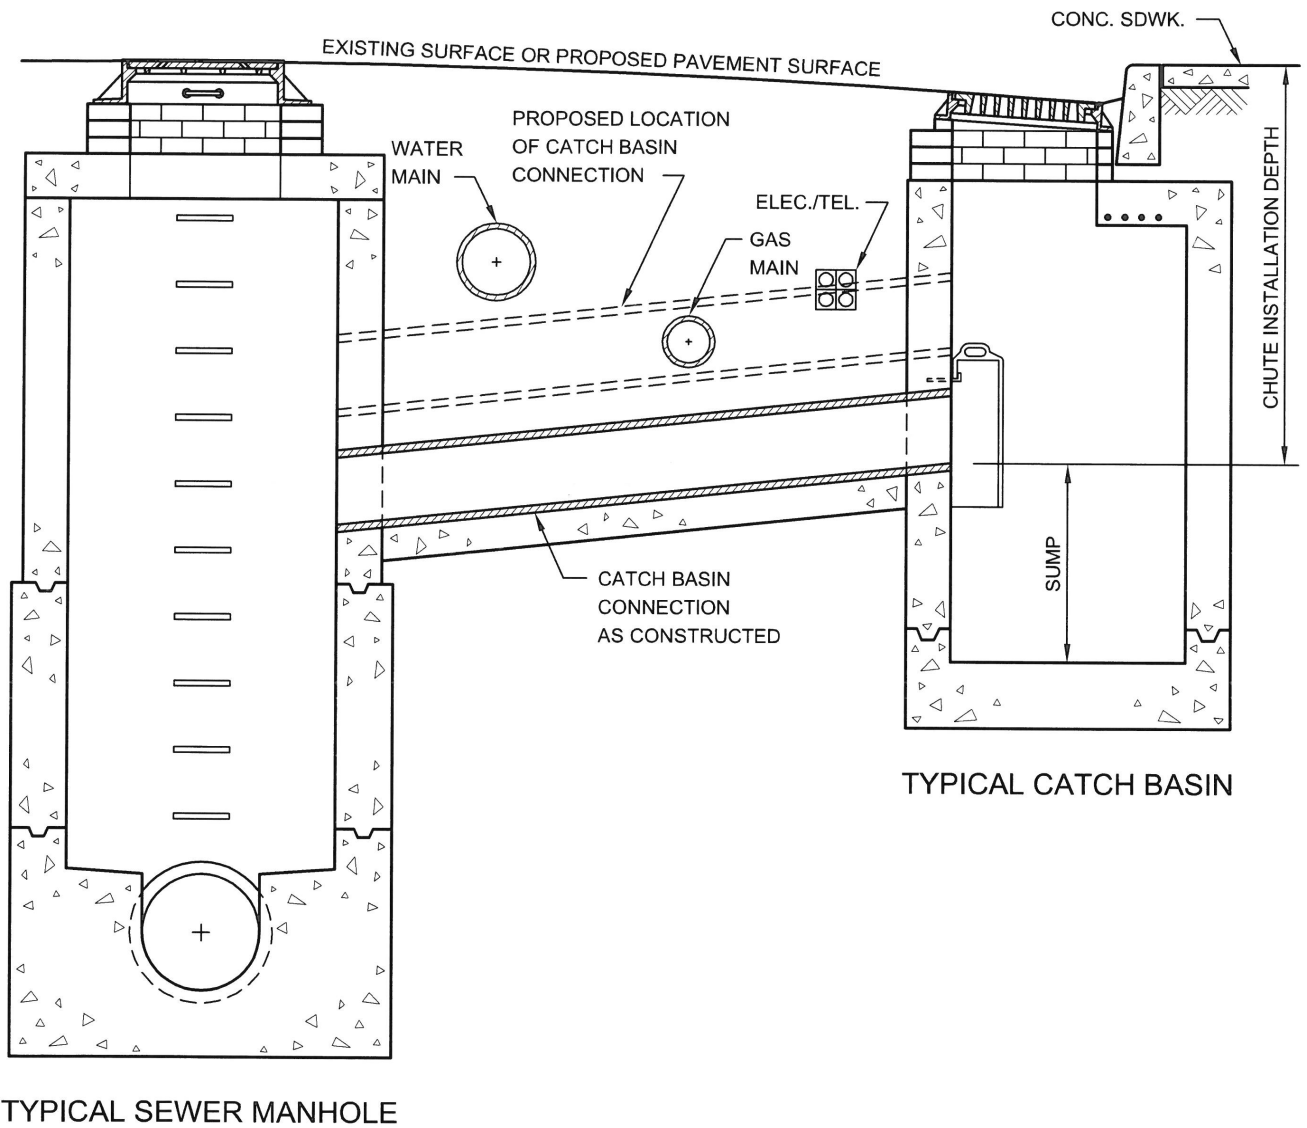 CONC. SDWK.
EXISTING SURFACE OR PROPOSED PAVEMENT SURFACE
PROPOSED LOCATION
OF CATCH BASIN
CONNECTION
WATER
MAIN
ELEC./TEL.
GAS
MAIN
CHUTE INSTALLATION DEPTH
SUMP
CATCH BASIN
CONNECTION
AS CONSTRUCTED
TYPICAL CATCH BASIN
TYPICAL SEWER MANHOLE